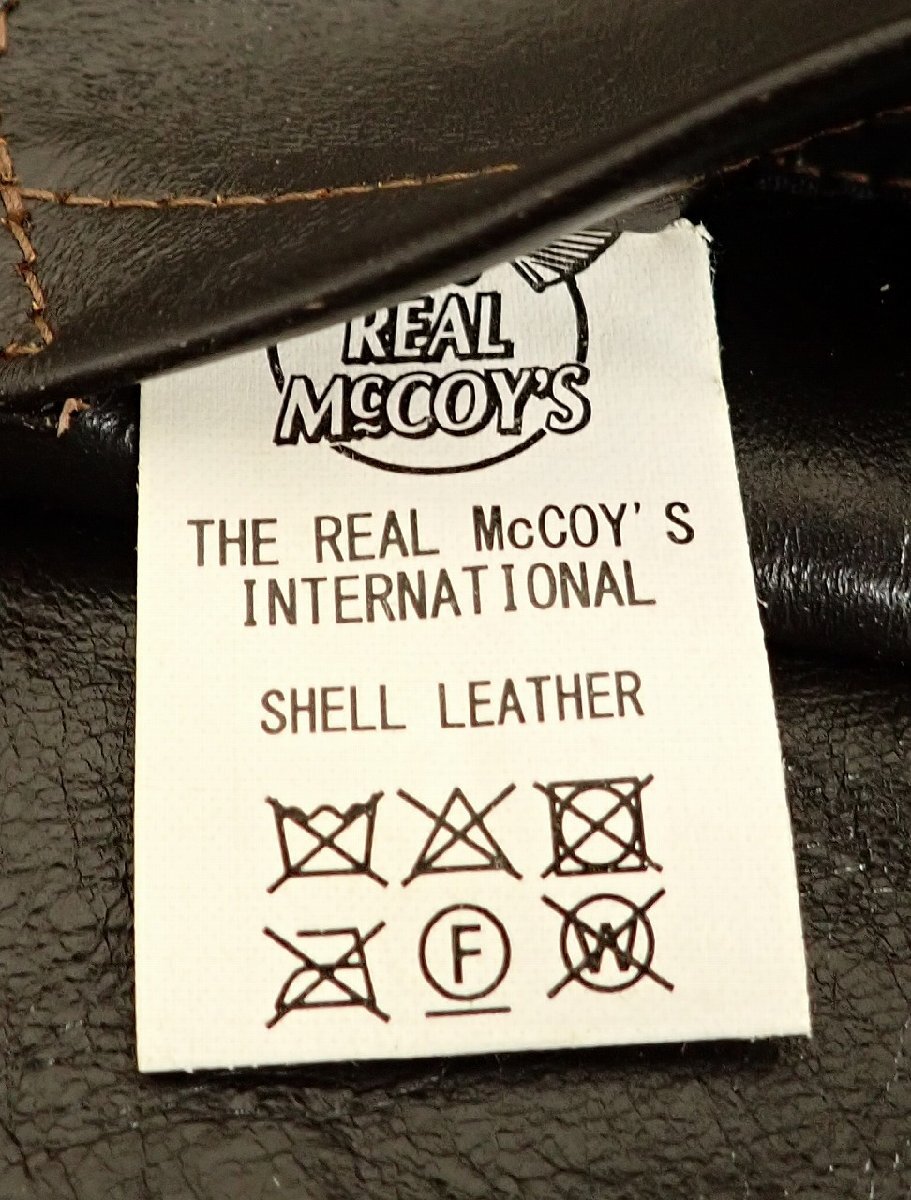 REAL
McCOY'S
THE REAL McCOY'S
INTERNATIONAL
SHELL LEATHER
F
W